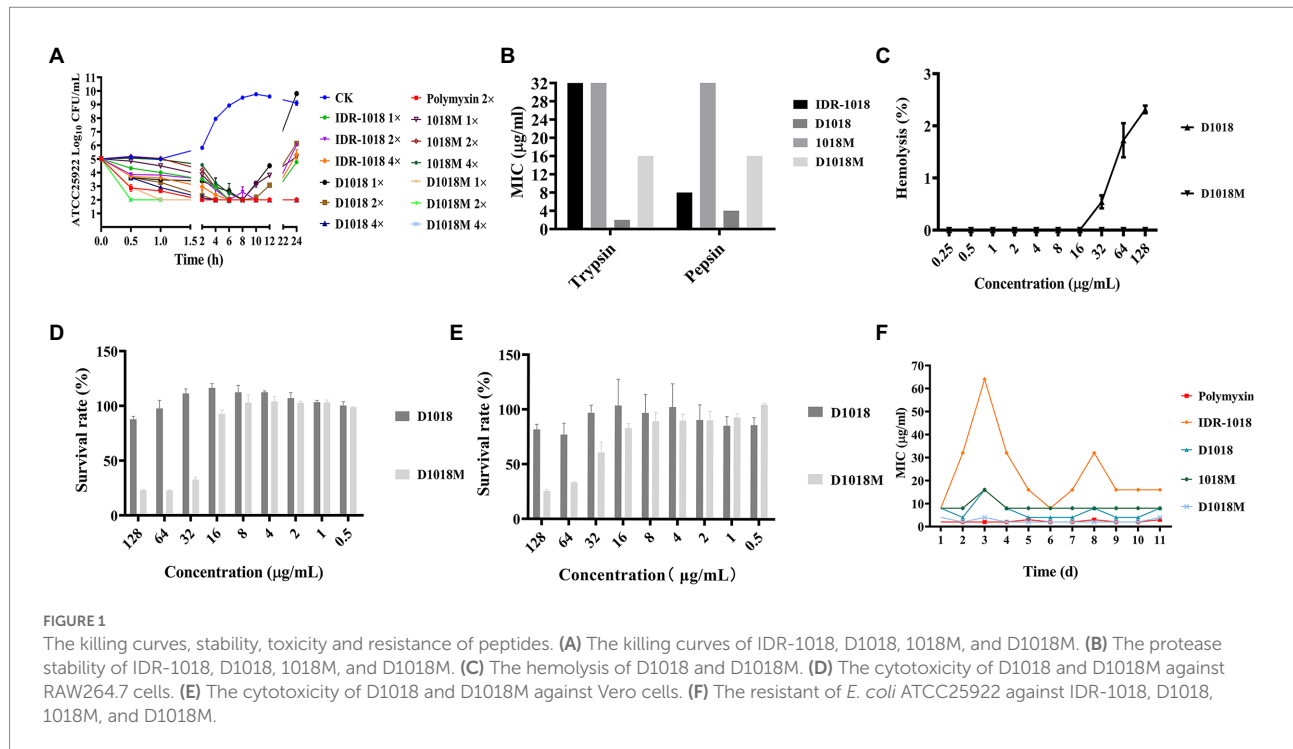 A
ATCC25922 Log10 CFU/mL
11
10
9
8
7
6
5
4
3
2
1
0.0 0.5 1.0 1.5 2 4 6 8 10 12 22 24
Time (h)
CK
IDR-1018 1×
IDR-1018 2×
IDR-1018 4×
D1018 1×
D1018 2×
D1018 4×
Polymyxin 2×
1018M 1×
1018M 2×
1018M 4×
D1018M 1×
D1018M 2×
D1018M 4×
B
MIC (μg/ml)
32
28
24
20
16
12
8
4
0
Trypsin Pepsin
IDR-1018
D1018
1018M
D1018M
C
Hemolysis (%)
3
2
1
0
0.25 0.5 1 2 4 8 16 32 64 128
Concentration (μg/mL)
D1018
D1018M
D
Survival rate (%)
150
100
50
0
128 64 32 16 8 4 2 1 0.5
Concentration (μg/mL)
D1018
D1018M
E
Survival rate (%)
150
100
50
0
128 64 32 16 8 4 2 1 0.5
Concentration( μg/mL)
D1018
D1018M
F
MIC (μg/ml)
70
60
50
40
30
20
10
0
1 2 3 4 5 6 7 8 9 10 11
Time (d)
Polymyxin
IDR-1018
D1018
1018M
D1018M
FIGURE 1
The killing curves, stability, toxicity and resistance of peptides. (A) The killing curves of IDR-1018, D1018, 1018M, and D1018M. (B) The protease
stability of IDR-1018, D1018, 1018M, and D1018M. (C) The hemolysis of D1018 and D1018M. (D) The cytotoxicity of D1018 and D1018M against
RAW264.7 cells. (E) The cytotoxicity of D1018 and D1018M against Vero cells. (F) The resistant of E. coli ATCC25922 against IDR-1018, D1018,
1018M, and D1018M.